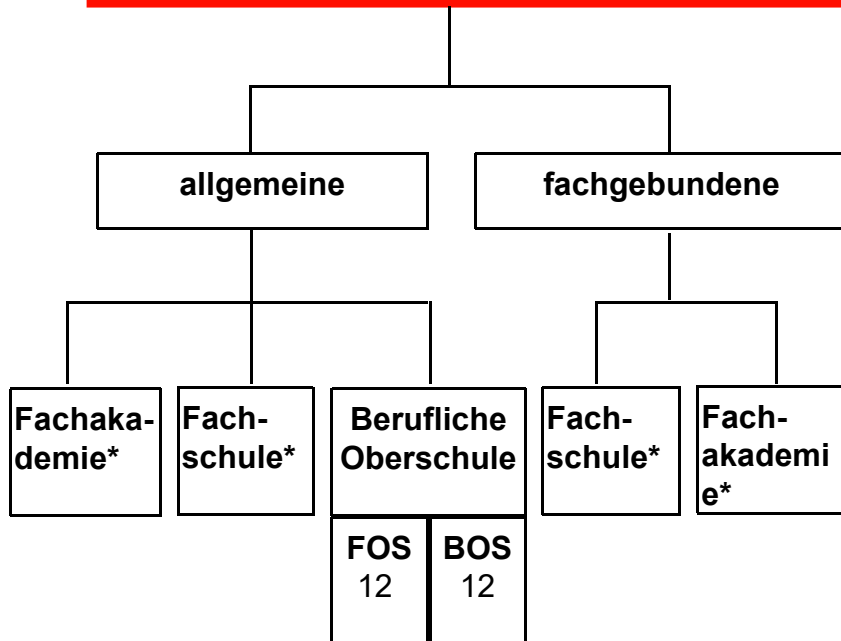 allgemeine
fachgebundene
Fachaka-
demie*
Fach-
schule*
Berufliche
Oberschule
Fach-
schule*
Fach-
akademi
e*
FOS
12
BOS
12